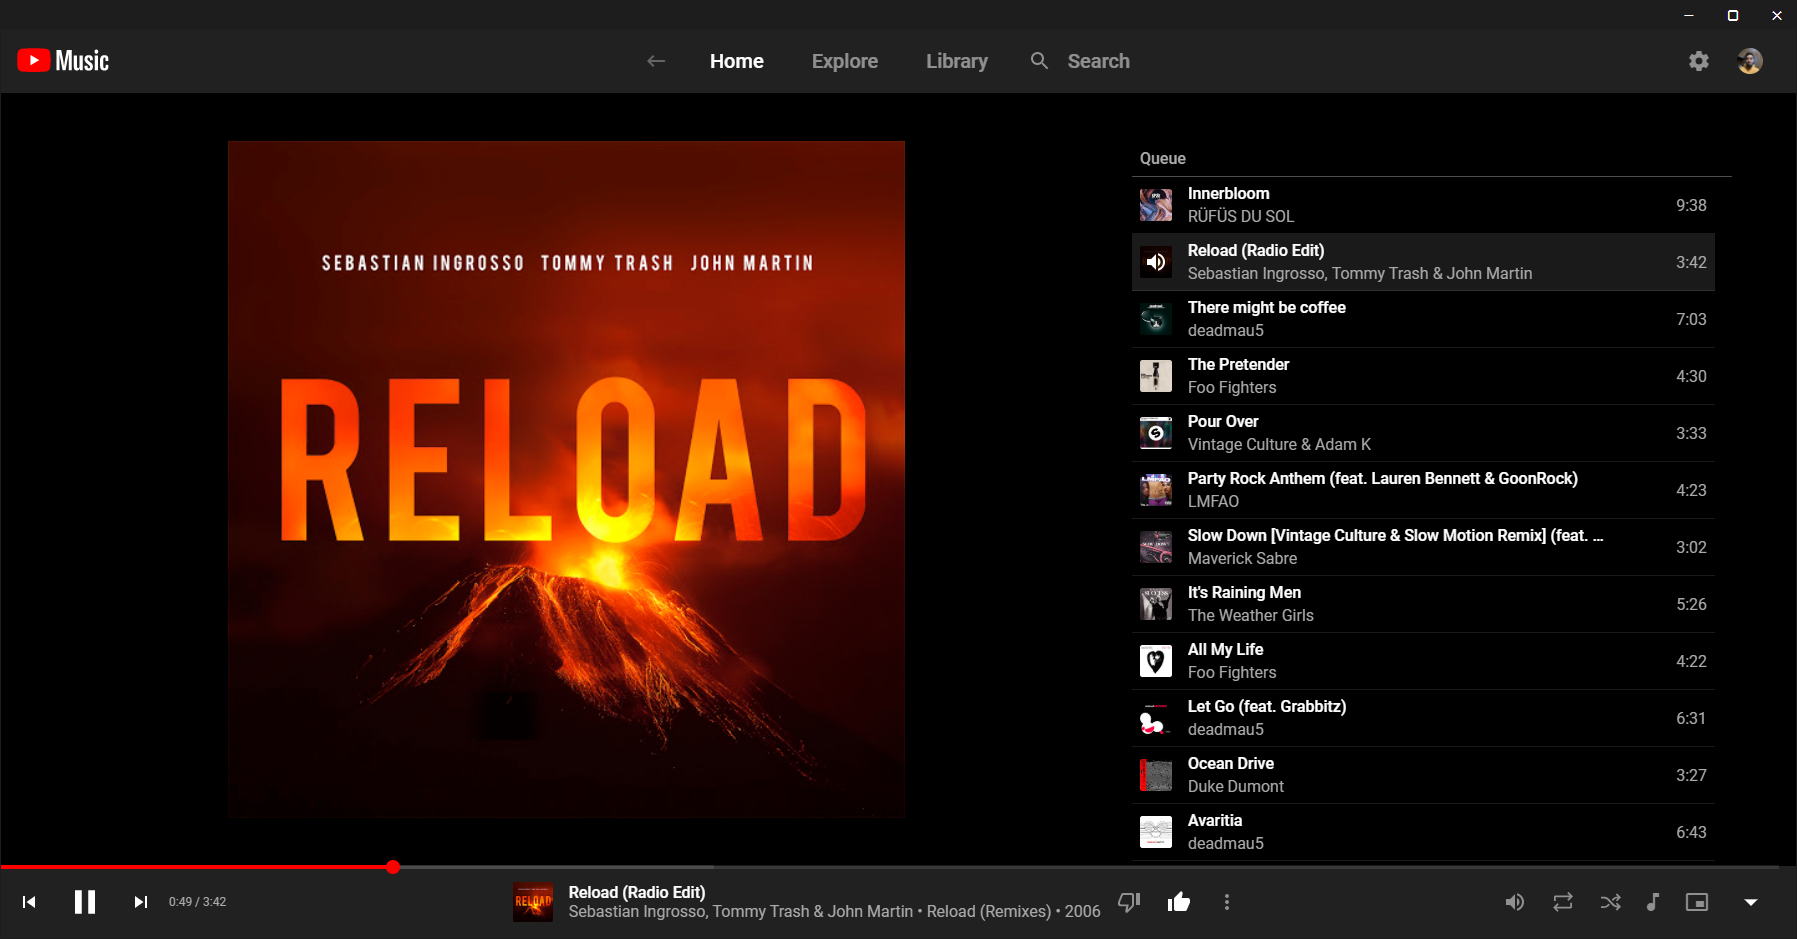 Music
Home
Explore
Library
Search
SEBASTIAN INGROSSO TOMMY TRASH JOHN MARTIN
RELOAD
Queue
Innerbloom
RÜFÜS DU SOL
9:38
Reload (Radio Edit)
Sebastian Ingrosso, Tommy Trash & John Martin
3:42
There might be coffee
deadmau5
7:03
The Pretender
Foo Fighters
4:30
Pour Over
Vintage Culture & Adam K
3:33
Party Rock Anthem (feat. Lauren Bennett & GoonRock)
LMFAO
4:23
LMFAO
Slow Down [Vintage Culture & Slow Motion Remix] (feat. ...
Maverick Sabre
3:02
It's Raining Men
The Weather Girls
5:26
SUCCESS
All My Life
Foo Fighters
4:22
Let Go (feat. Grabbitz)
deadmau5
6:31
Ocean Drive
Duke Dumont
3:27
Avaritia
deadmau5
6:43
0:49 / 3:42
RELOAD
Reload (Radio Edit)
Sebastian Ingrosso, Tommy Trash & John Martin • Reload (Remixes) • 2006